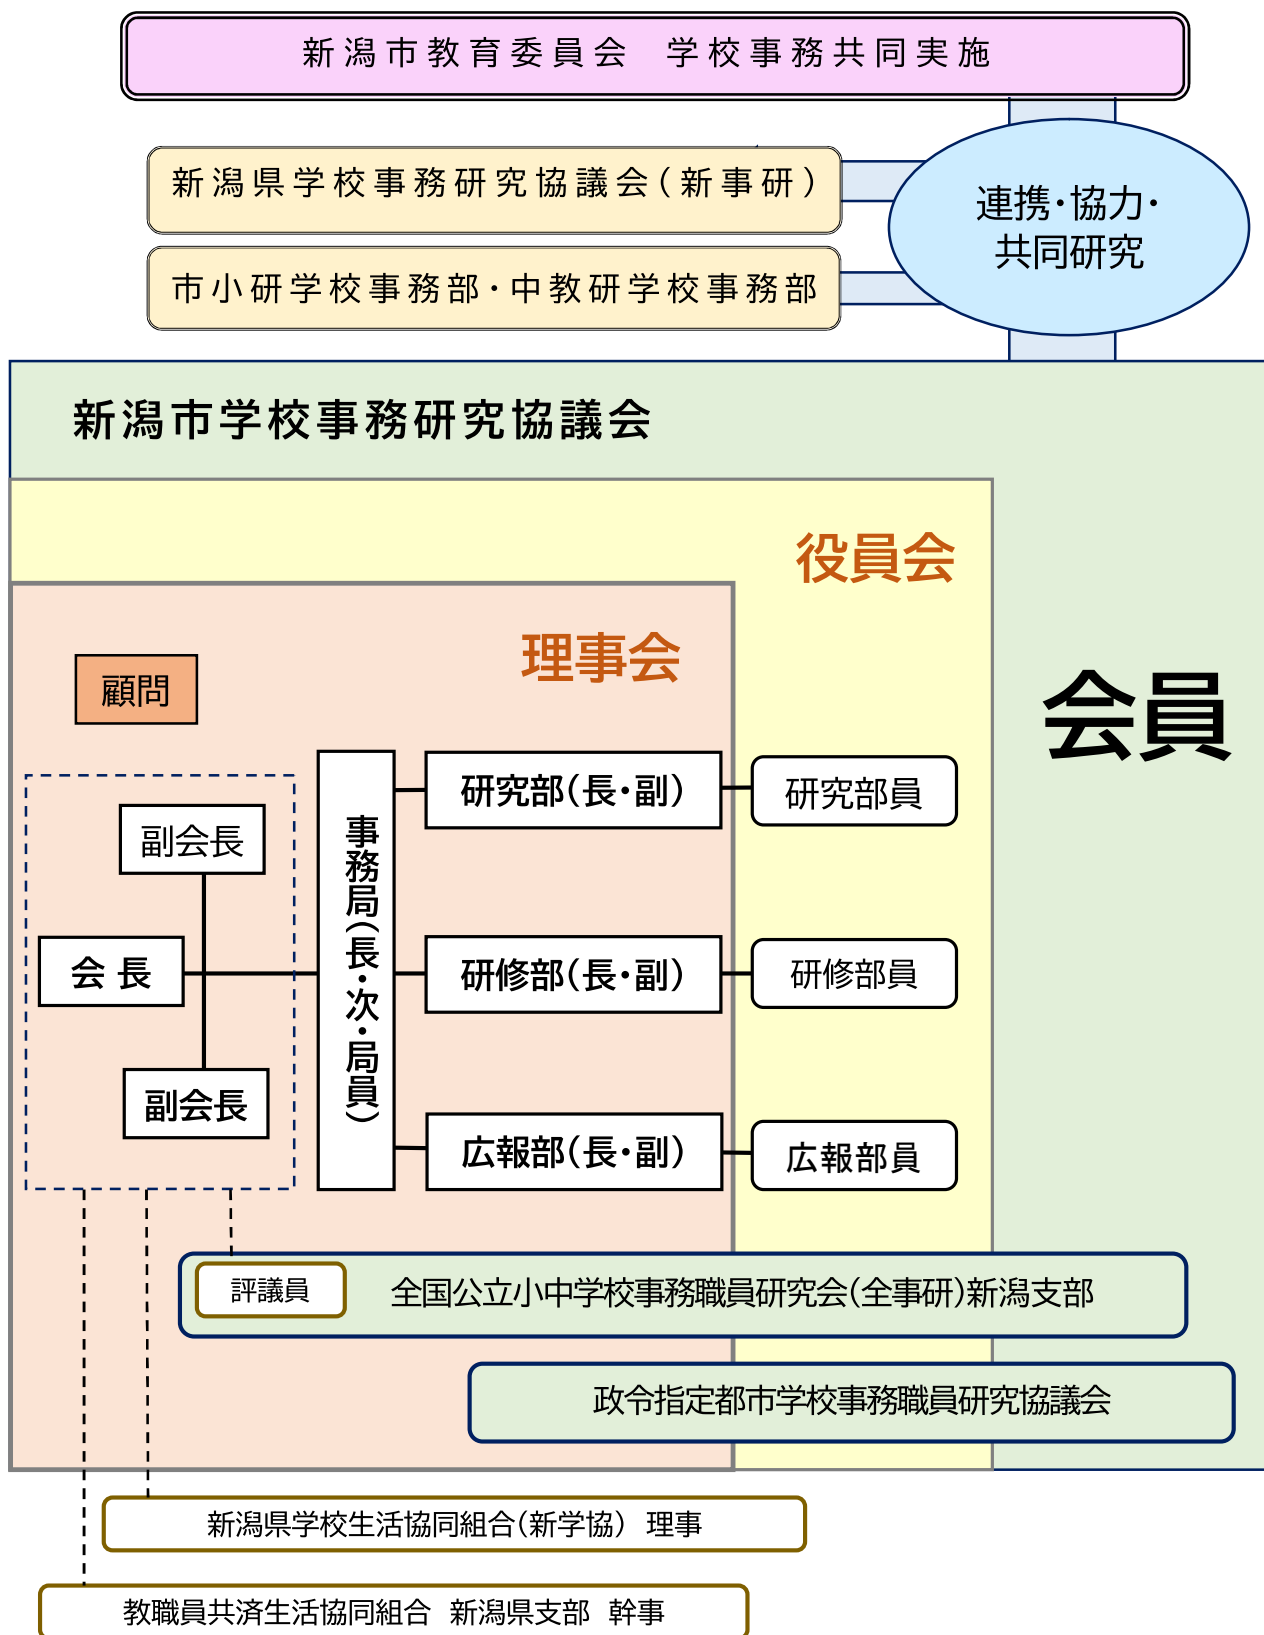 新潟市教育委員会　学校事務共同実施
新潟県学校事務研究協議会（新事研）
連携・協力・
共同研究
市小研学校事務部・中教研学校事務部
新潟市学校事務研究協議会
役員会
理事会
会員
顧問
副会長
会 長
副会長
事務局（長・次・局員）
研究部（長・副）
研究部員
研修部（長・副）
研修部員
広報部（長・副）
広報部員
評議員
全国公立小中学校事務職員研究会（全事研）新潟支部
政令指定都市学校事務職員研究協議会
新潟県学校生活協同組合（新学協）　理事
教職員共済生活協同組合　新潟県支部　幹事